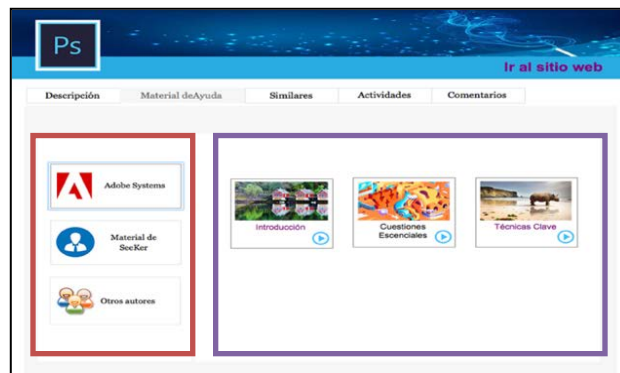 Ps
Ir al sitio web
Descripción Material deAyuda Similares Actividades Comentarios
Adobe Systems
Material de
SeeKer
Otros autores
Introducción
Cuestiones
Escenciales
Técnicas Clave